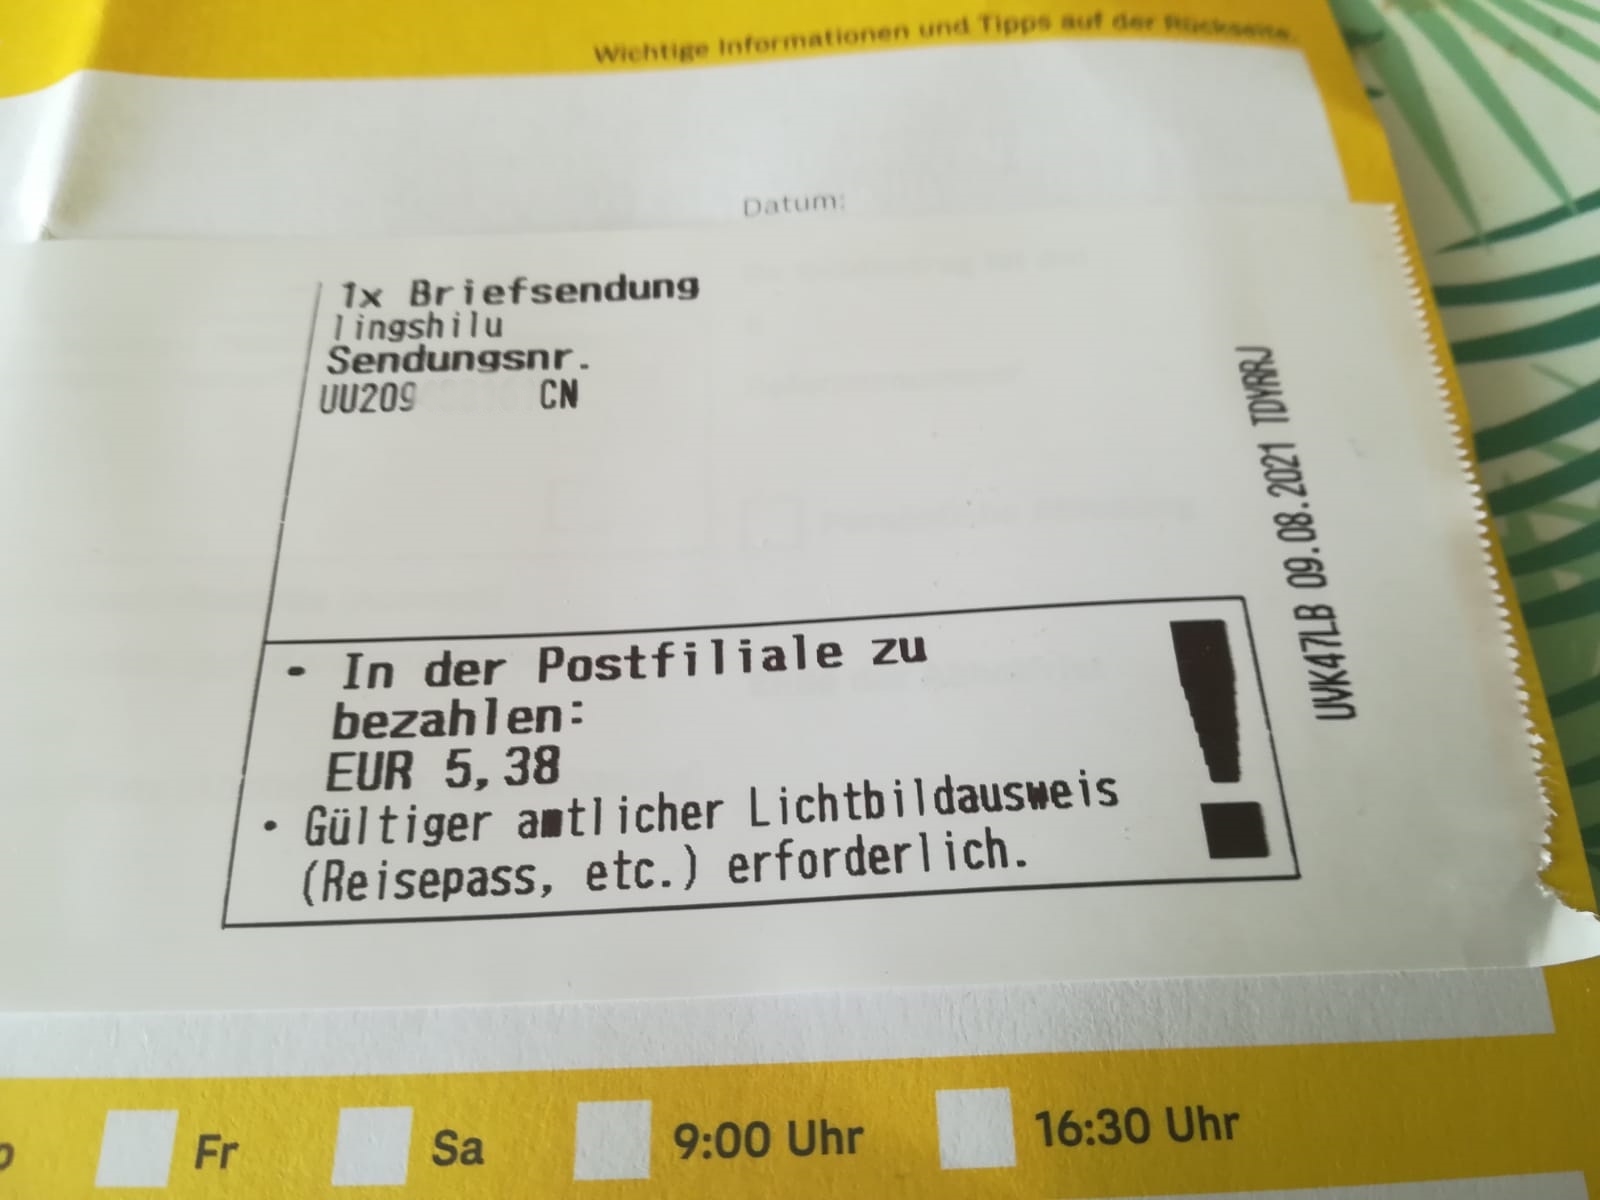 Wichtige Informationen und Tipps auf der Rückseite.
Datum:
1x Briefsendung
lingshilu
Sendungsnr.
UU209 CN
UVK47LB 09.08.2021 TDYRRJ
- In der Postfiliale zu
bezahlen:
EUR 5,38
• Gültiger amtlicher Lichtbildausweis
(Reisepass, etc.) erforderlich.
!
Fr Sa 9:00 Uhr 16:30 Uhr